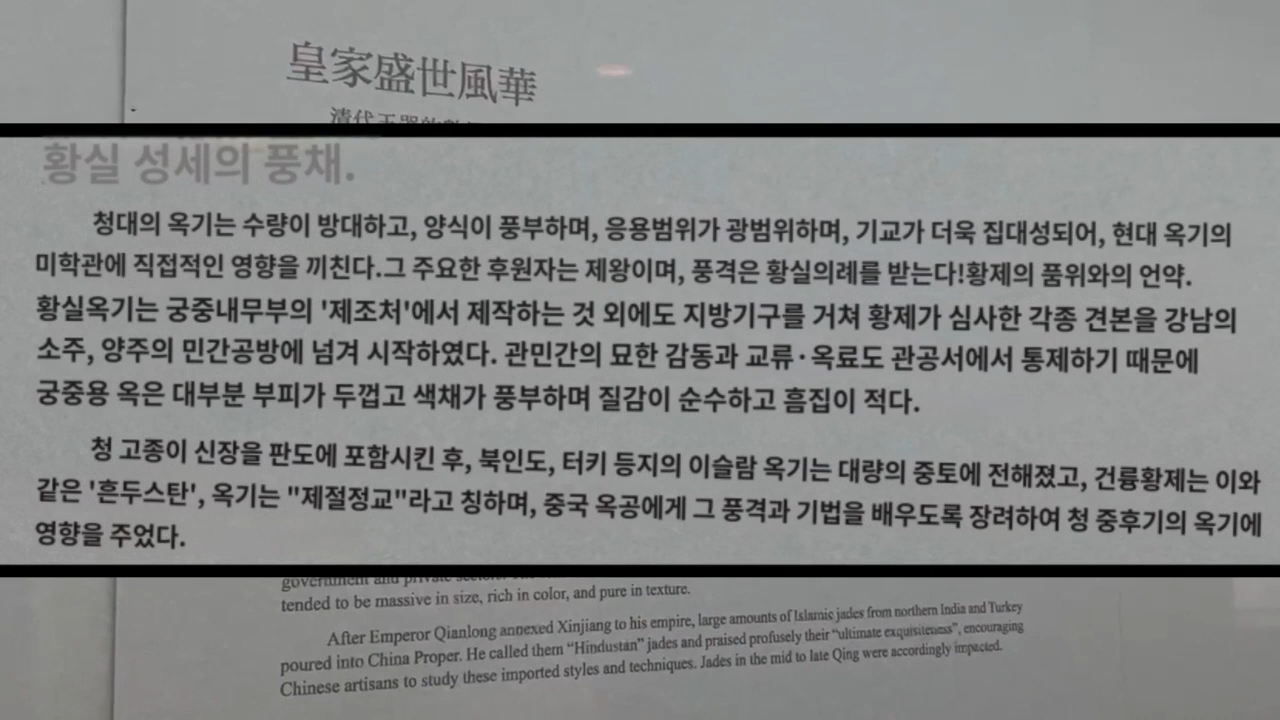 皇家盛世風華
清代玉器的
황실 성세의 풍채.
청대의 옥기는 수량이 방대하고, 양식이 풍부하며, 응용범위가 광범위하며, 기교가 더욱 집대성되어, 현대 옥기의
미학관에 직접적인 영향을 끼친다.그 주요한 후원자는 제왕이며, 풍격은 황실의례를 받는다!황제의 품위와의 언약.
황실옥기는 궁중내무부의 '제조처'에서 제작하는 것 외에도 지방기구를 거쳐 황제가 심사한 각종 견본을 강남의
소주, 양주의 민간공방에 넘겨 시작하였다. 관민간의 묘한 감동과 교류·옥료도 관공서에서 통제하기 때문에
궁중용 옥은 대부분 부피가 두껍고 색채가 풍부하며 질감이 순수하고 흠집이 적다.
청 고종이 신장을 판도에 포함시킨 후, 북인도, 터키 등지의 이슬람 옥기는 대량의 중토에 전해졌고, 건륭황제는 이와
같은 '흔두스탄', 옥기는 "제절정교"라고 칭하며, 중국 옥공에게 그 풍격과 기법을 배우도록 장려하여 청 중후기의 옥기에
영향을 주었다.
government and private
tended to be massive in size, rich in color, and pure in texture.
After Emperor Qianlong annexed Xinjiang to his empire, large amounts of Islamic jades from northern India and Turkey
poured into China Proper. He called them “Hindustan” jades and praised profusely their “ultimate exquisiteness”, encouraging
Chinese artisans to study these imported styles and techniques. Jades in the mid to late Qing were accordingly impacted.